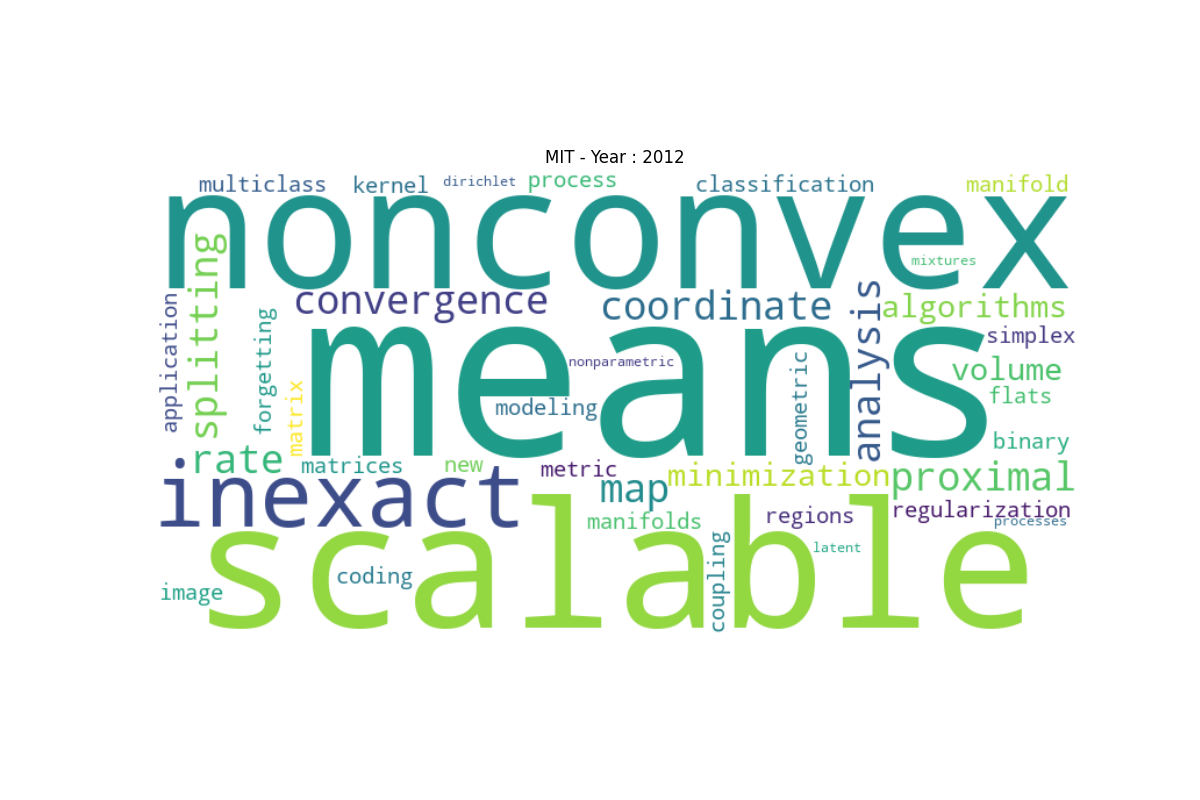 MIT - Year : 2012
multiclass kernel dirichlet process classification manifold
nonconvex
mixtures
splitting
convergence coordinate algorithms
application forgetting analysis simplex
means
nonparametric
geometric volume
matrix modeling flats
binary
rate matrices new metric minimization proximal
inexact map
manifolds regions regularization
processes
scalable
coupling latent
coding
image